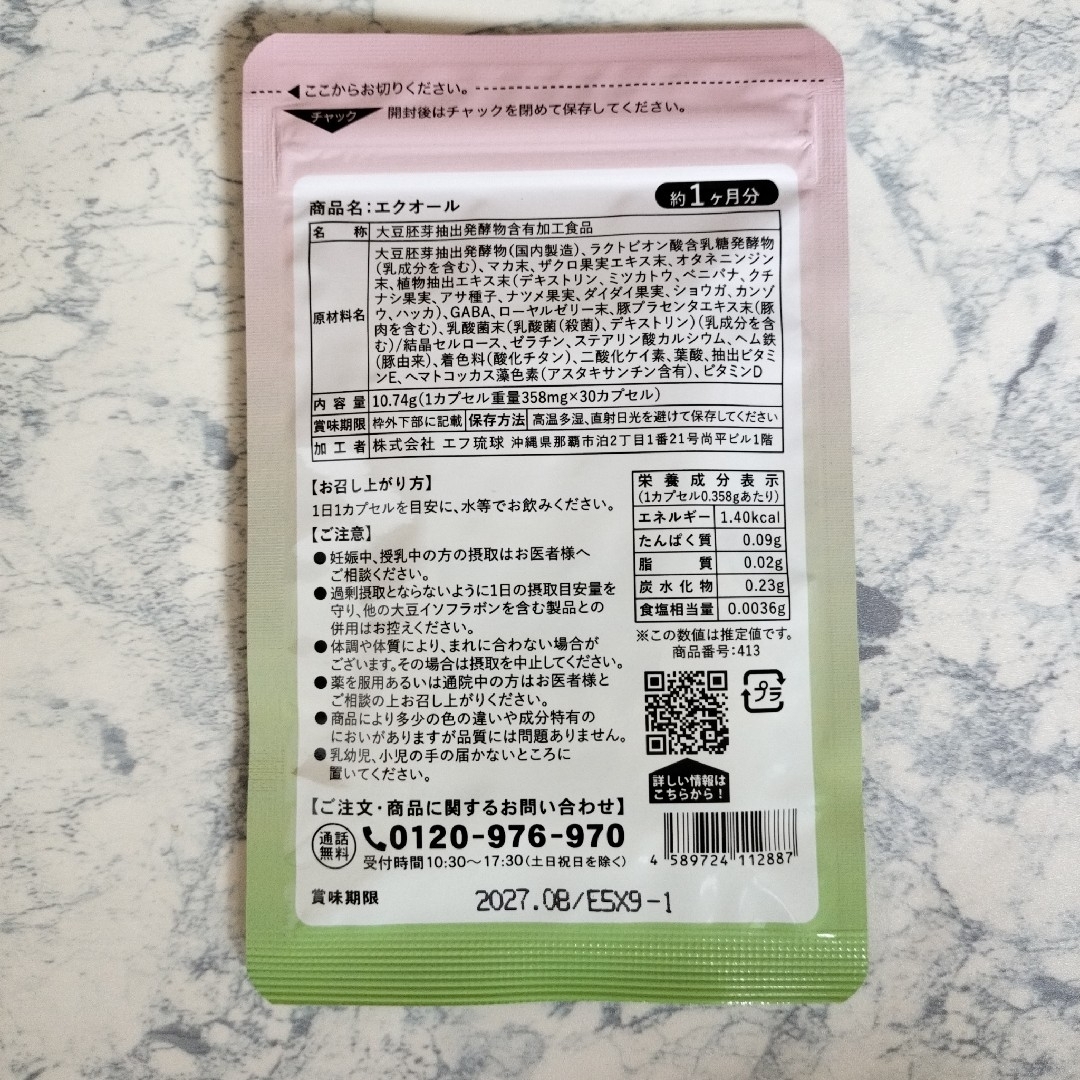 ここからお切りください。
チャック
開封後はチャックを閉めて保存してください。
商品名:エクオール
約1ヶ月分
名称 大豆胚芽抽出発酵物含有加工食品
原材料名
大豆胚芽抽出発酵物(国内製造)、ラクトビオン酸含乳糖発酵物
(乳成分を含む)、マカ末、ザクロ果実エキス末、オタネニンジン
末、植物抽出エキス末(デキストリン、ミツカトウ、ベニバナ、クチ
ナシ果実、アサ種子、ナツメ果実、ダイダイ果実、ショウガ、カンゾ
ウ、ハッカ)、GABA、ローヤルゼリー末、豚プラセンタエキス末(豚
肉を含む)、乳酸菌末(乳酸菌(殺菌)、デキストリン)(乳成分を含
む)/結晶セルロース、ゼラチン、ステアリン酸カルシウム、ヘム鉄
(豚由来)、着色料(酸化チタン)、二酸化ケイ素、葉酸、抽出ビタミ
ンE、ヘマトコッカス藻色素(アスタキサンチン含有)、ビタミンD
内容量 10.74g(1カプセル重量358mg×30カプセル)
賞味期限 枠外下部に記載 保存方法 高温多湿、直射日光を避けて保存してください
加工者 株式会社 エフ琉球 沖縄県那覇市泊2丁目1番21号尚平ビル1階
【お召し上がり方】
1日1カプセルを目安に、水等でお飲みください。
【ご注意】
●妊娠中、授乳中の方の摂取はお医者様へ
ご相談ください。
●過剰摂取とならないように1日の摂取目安量を
守り、他の大豆イソフラボンを含む製品との
併用はお控えください。
●体調や体質により、まれに合わない場合が
ございます。その場合は摂取を中止してください。
●薬を服用あるいは通院中の方はお医者様と
ご相談の上お召し上がりください。
●商品により多少の色の違いや成分特有の
においがありますが品質には問題ありません。
●乳幼児、小児の手の届かないところに
置いてください。
栄養成分表示
(1カプセル0.358gあたり)
エネルギー 1.40kcal
たんぱく質 0.09g
脂質 0.02g
炭水化物 0.23g
食塩相当量 0.0036g
※この数値は推定値です。
商品番号:413
プラ
詳しい情報は
こちらから!
【ご注文・商品に関するお問い合わせ】
通話
無料
0120-976-970
受付時間10:30〜17:30(土日祝日を除く)
4 589724 112887
賞味期限 2027.08/E5X9-1